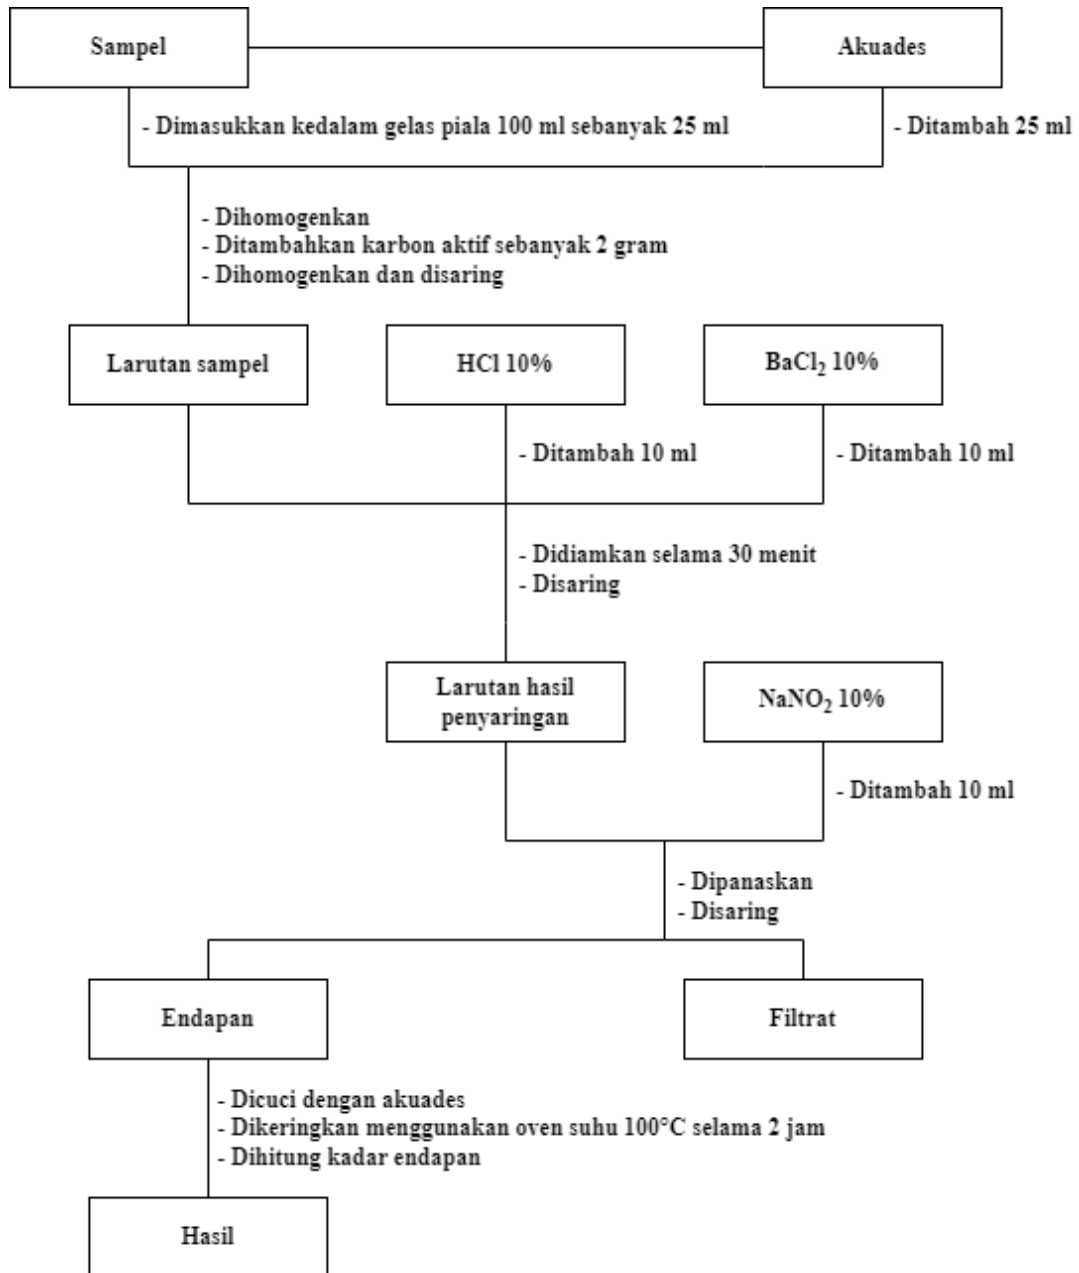 Sampel
Akuades
- Dimasukkan kedalam gelas piala 100 ml sebanyak 25 ml
- Ditambah 25 ml
- Dihomogenkan
- Ditambahkan karbon aktif sebanyak 2 gram
- Dihomogenkan dan disaring
Larutan sampel
HCl 10%
BaCl₂ 10%
- Ditambah 10 ml
- Ditambah 10 ml
- Didiamkan selama 30 menit
- Disaring
Larutan hasil
penyaringan
NaNO₂ 10%
- Ditambah 10 ml
- Dipanaskan
- Disaring
Endapan
Filtrat
- Dicuci dengan akuades
- Dikeringkan menggunakan oven suhu 100°C selama 2 jam
- Dihitung kadar endapan
Hasil